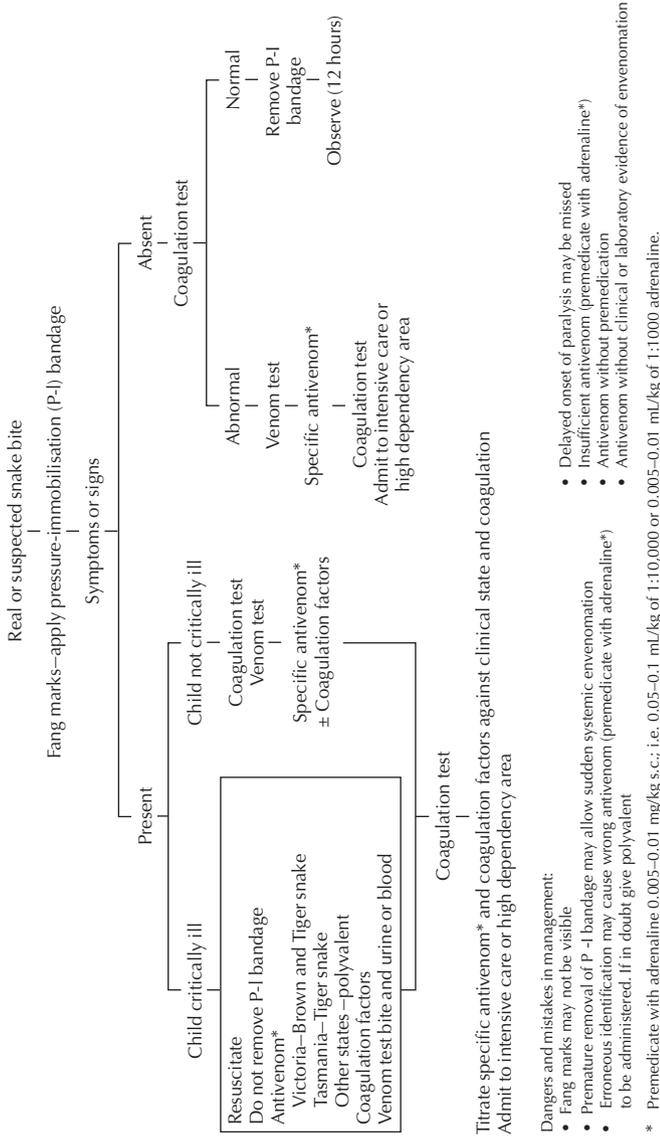 Real or suspected snake bite
Fang marks—apply pressure-immobilisation (P-I) bandage
Symptoms or signs
Present
Absent
Child critically ill
Child not critically ill
Coagulation test
Resuscitate
Do not remove P-I bandage
Antivenom*
Victoria—Brown and Tiger snake
Tasmania—Tiger snake
Other states –polyvalent
Coagulation factors
Venom test bite and urine or blood
Coagulation test
Venom test
Specific antivenom*
± Coagulation factors
Abnormal
Venom test
Specific antivenom*
Coagulation test
Admit to intensive care or
high dependency area
Normal
Remove P-I
bandage
Observe (12 hours)
Coagulation test
Titrate specific antivenom* and coagulation factors against clinical state and coagulation
Admit to intensive care or high dependency area
Dangers and mistakes in management:
• Fang marks may not be visible
• Premature removal of P -I bandage may allow sudden systemic envenomation
• Erroneous identification may cause wrong antivenom (premedicate with adrenaline*)
to be administered. If in doubt give polyvalent
• Delayed onset of paralysis may be missed
• Insufficient antivenom (premedicate with adrenaline*)
• Antivenom without premedication
• Antivenom without clinical or laboratory evidence of envenomation
* Premedicate with adrenaline 0.005–0.01 mg/kg s.c.; i.e. 0.05–0.1 mL/kg of 1:10,000 or 0.005–0.01 mL/kg of 1:1000 adrenaline.